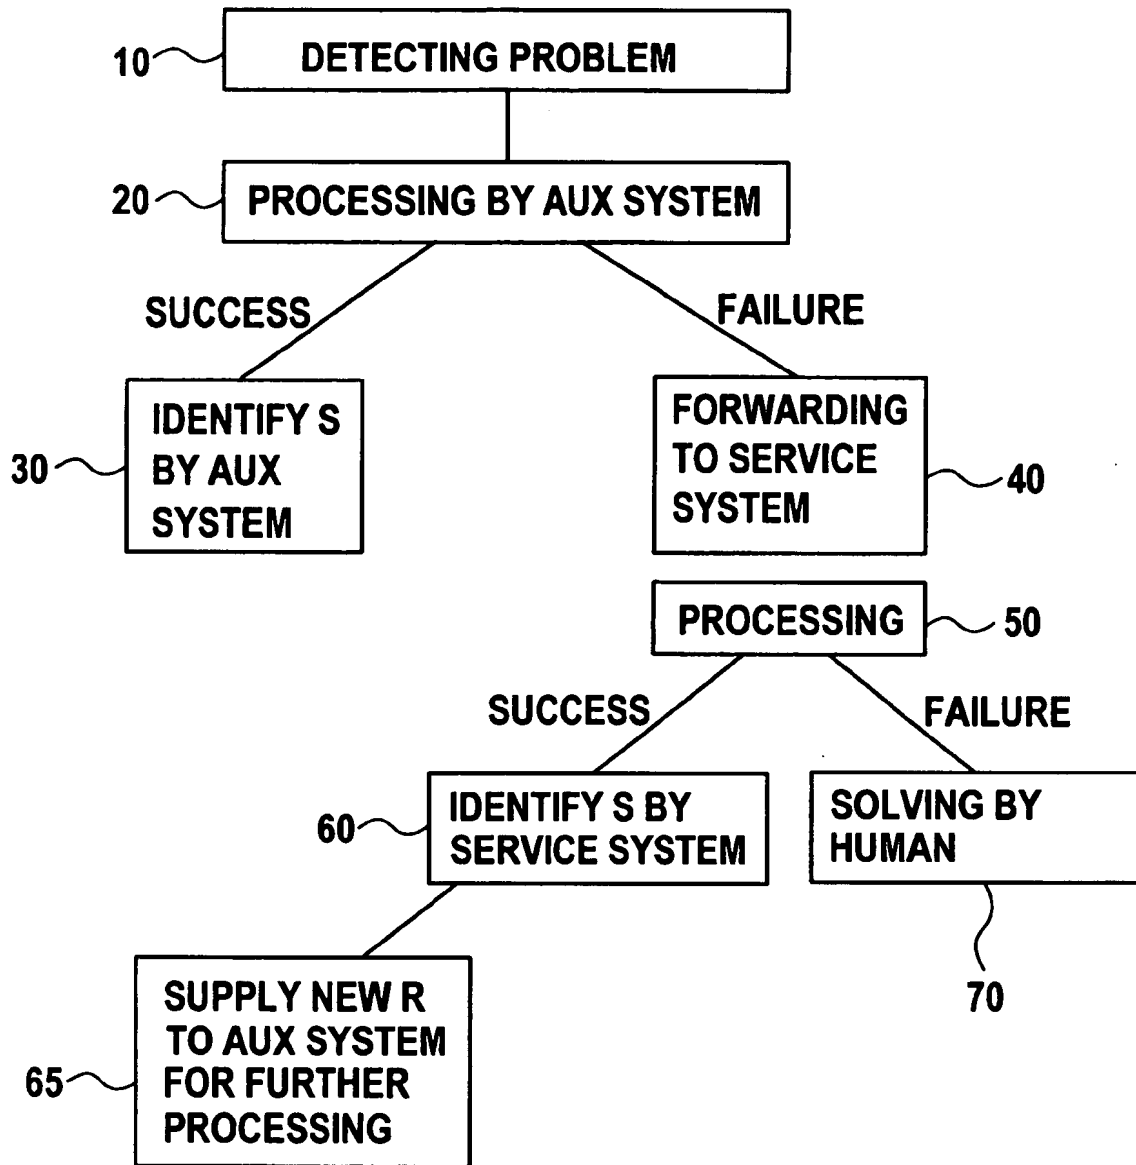 10
DETECTING PROBLEM
20
PROCESSING BY AUX SYSTEM
SUCCESS
FAILURE
30
IDENTIFY S
BY AUX
SYSTEM
FORWARDING
TO SERVICE
SYSTEM
40
PROCESSING
50
SUCCESS
FAILURE
60
IDENTIFY S BY
SERVICE SYSTEM
SOLVING BY
HUMAN
70
65
SUPPLY NEW R
TO AUX SYSTEM
FOR FURTHER
PROCESSING